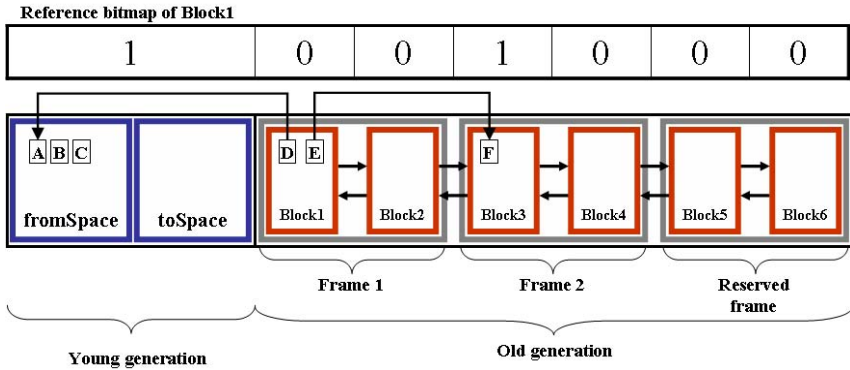 Reference bitmap of Block1
1 0 0 1 0 0 0
A B C D E F
fromSpace toSpace Block1 Block2 Block3 Block4 Block5 Block6
Frame 1 Frame 2 Reserved
frame
Young generation Old generation